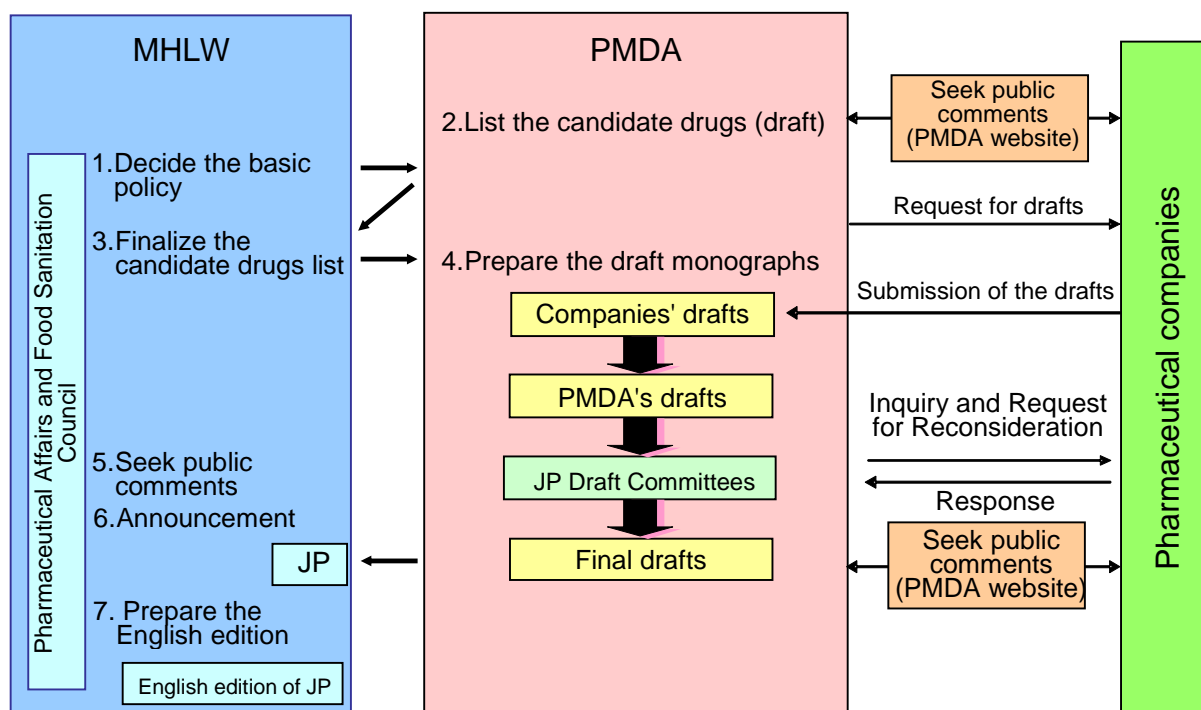 MHLW
Pharmaceutical Affairs and Food Sanitation
Council
1.Decide the basic
policy
3.Finalize the
candidate drugs list
5.Seek public
comments
6.Announcement
JP
7. Prepare the
English edition
English edition of JP
PMDA
2.List the candidate drugs (draft)
4.Prepare the draft monographs
Companies' drafts
PMDA's drafts
JP Draft Committees
Final drafts
Seek public
comments
(PMDA website)
Request for drafts
Submission of the drafts
Inquiry and Request
for Reconsideration
Response
Seek public
comments
(PMDA website)
Pharmaceutical companies